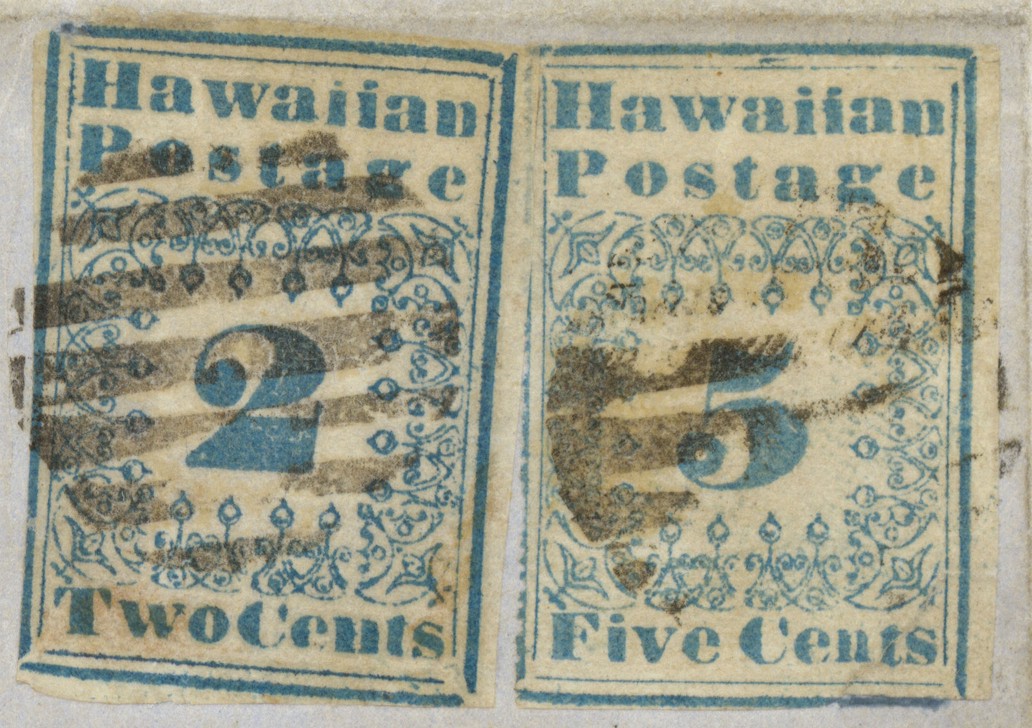 Hawaiian
Postage
2
Two Cents
Hawaiian
Postage
5
Five Cents